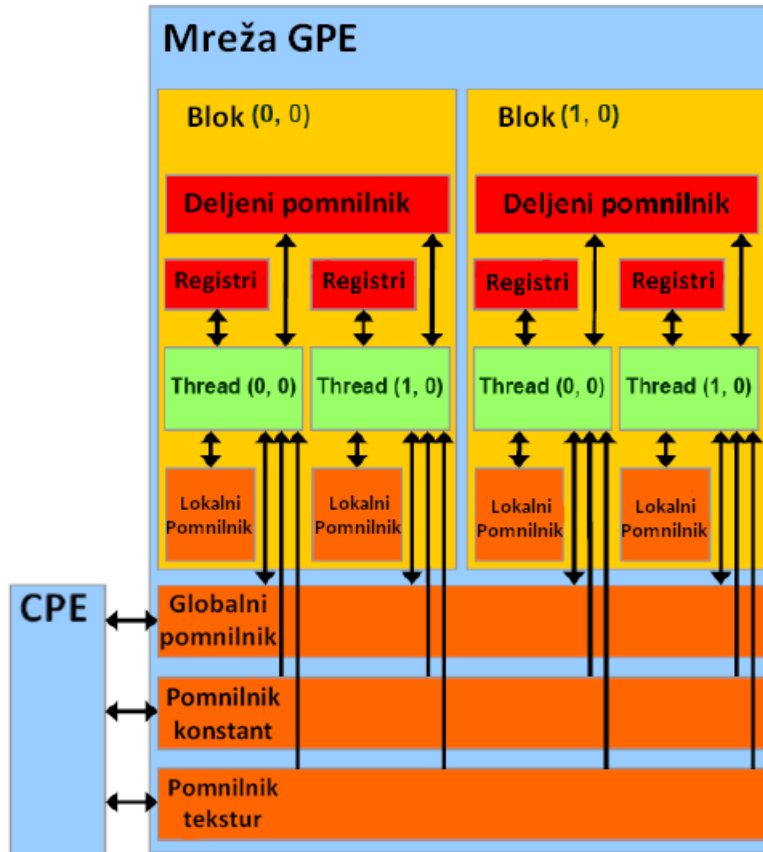 Mreža GPE
Blok (0, 0)
Blok (1, 0)
Deljeni pomnilnik
Deljeni pomnilnik
Registri
Registri
Registri
Registri
Thread (0, 0)
Thread (1, 0)
Thread (0, 0)
Thread (1, 0)
Lokalni
Pomnilnik
Lokalni
Pomnilnik
Lokalni
Pomnilnik
Lokalni
Pomnilnik
CPE
Globalni
pomnilnik
Pomnilnik
konstant
Pomnilnik
tekstur